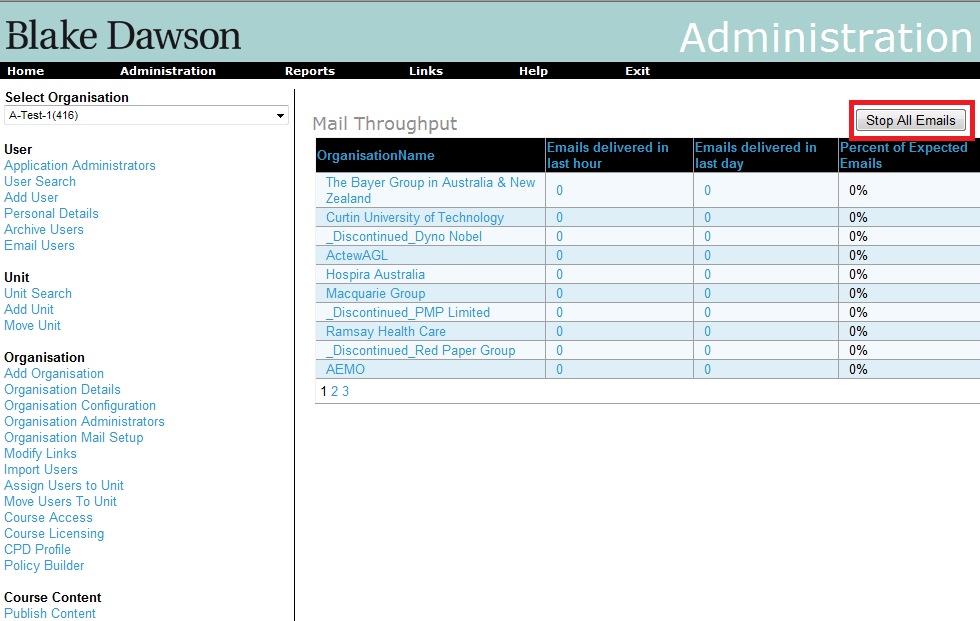 Blake Dawson
Administration
Home Administration Reports Links Help Exit
Select Organisation
A-Test-1(416)
User
Application Administrators
User Search
Add User
Personal Details
Archive Users
Email Users
Unit
Unit Search
Add Unit
Move Unit
Organisation
Add Organisation
Organisation Details
Organisation Configuration
Organisation Administrators
Organisation Mail Setup
Modify Links
Import Users
Assign Users to Unit
Move Users To Unit
Course Access
Course Licensing
CPD Profile
Policy Builder
Course Content
Publish Content
Mail Throughput
Stop All Emails
OrganisationName
Emails delivered in
last hour
Emails delivered in
last day
Percent of Expected
Emails
The Bayer Group in Australia & New
Zealand
0 0 0%
Curtin University of Technology 0 0 0%
_Discontinued_Dyno Nobel 0 0 0%
ActewAGL 0 0 0%
Hospira Australia 0 0 0%
Macquarie Group 0 0 0%
_Discontinued_PMP Limited 0 0 0%
Ramsay Health Care 0 0 0%
_Discontinued_Red Paper Group 0 0 0%
AEMO 0 0 0%
1 2 3